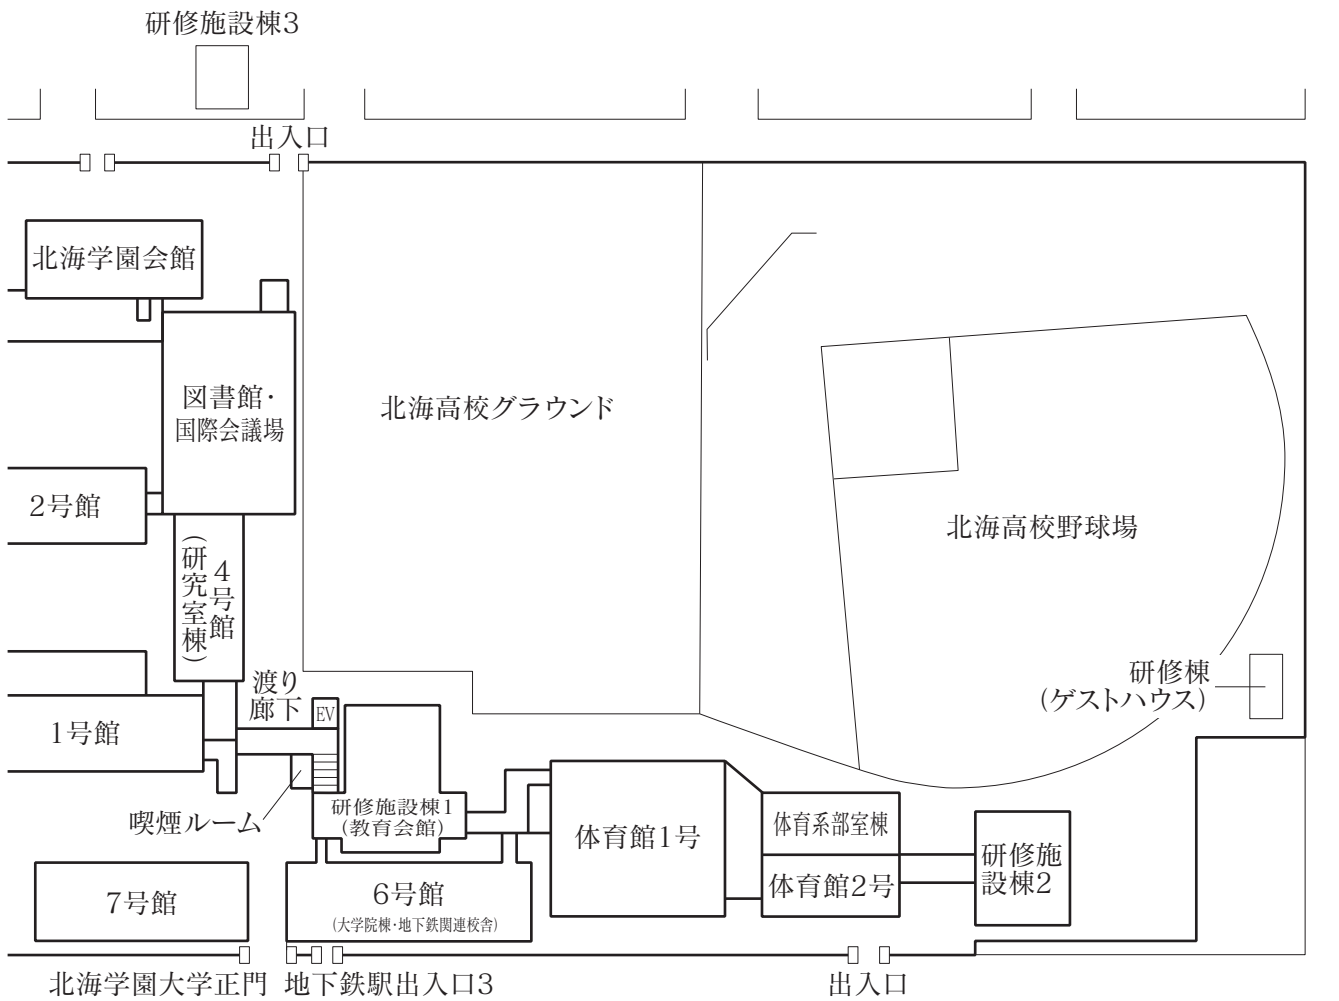 研修施設棟3
出入口
北海学園会館
図書館・
国際会議場
北海高校グラウンド
2号館
北海高校野球場
4号館
(研究室棟)
研修棟
(ゲストハウス)
渡り
廊下
EV
1号館
喫煙ルーム
研修施設棟1
(教育会館)
体育館1号
体育系部室棟
体育館2号
研修施
設棟2
7号館
6号館
(大学院棟・地下鉄関連校舎)
北海学園大学正門
地下鉄駅出入口3
出入口